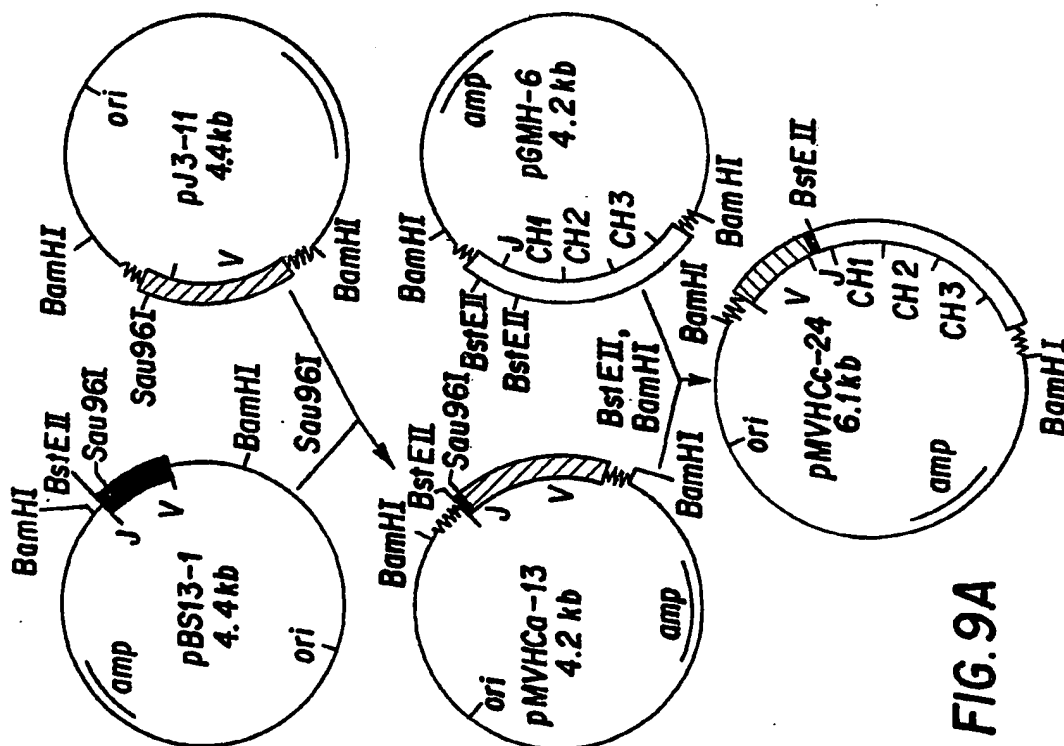 BamHI
BstEII
Sau96I
J
V
BamHI
amp
pBS13-1
4.4kb
ori
Sau96I
BamHI
Sau96I
V
BamHI
ori
pJ3-11
4.4kb
BamHI
BstEII
Sau96I
J
V
BamHI
ori
pMVHCa-13
4.2 kb
amp
BstEII,
BamHI
BamHI
BstEII
BstEII
J
CH1
CH2
CH3
BamHI
amp
pGMH-6
4.2kb
BamHI
BstEII
V
J
CH1
CH2
CH3
BamHI
ori
pMVHCc-24
6.1kb
amp
FIG. 9A